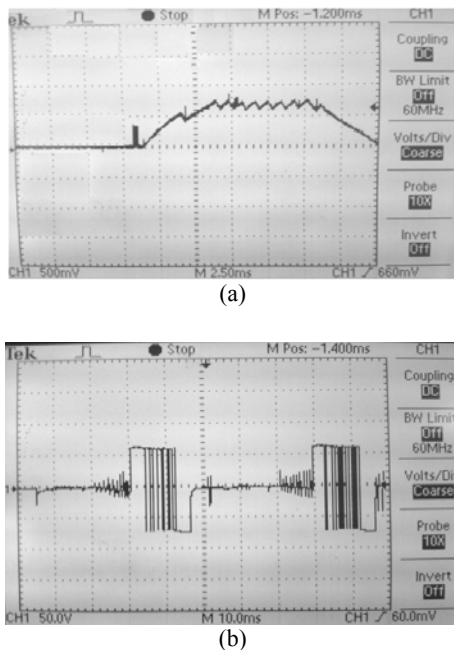 ek Stop M Pos: -1.200ms CH1
Coupling
DC
BW Limit
Off
60MHz
Volts/Div
Coarse
Probe
10X
Invert
Off
CH1 500mV M 2.50ms CH1 660mV
(a)
Tek Stop M Pos: -1.400ms CH1
Coupling
DC
BW Limit
Off
60MHz
Volts/Div
Coarse
Probe
10X
Invert
Off
CH1 50.0V M 10.0ms CH1 60.0mV
(b)